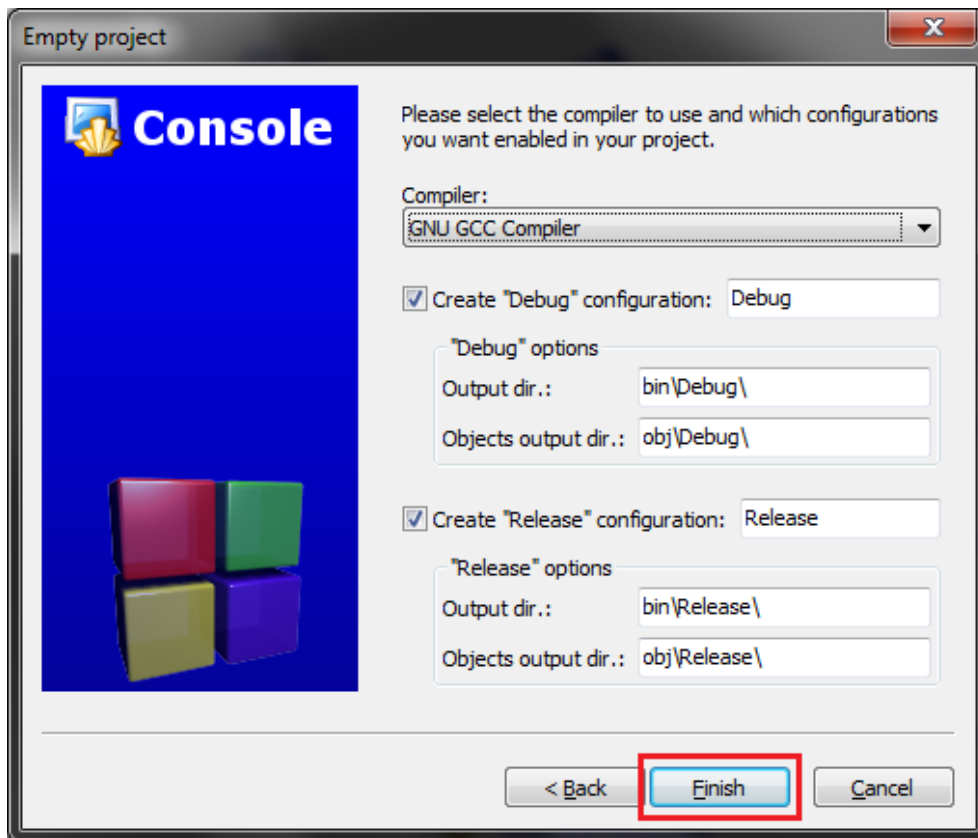 Empty project
Console
Please select the compiler to use and which configurations
you want enabled in your project.
Compiler:
GNU GCC Compiler
Create "Debug" configuration: Debug
"Debug" options
Output dir.: bin\Debug\
Objects output dir.: obj\Debug\
Create "Release" configuration: Release
"Release" options
Output dir.: bin\Release\
Objects output dir.: obj\Release\
< Back Finish Cancel